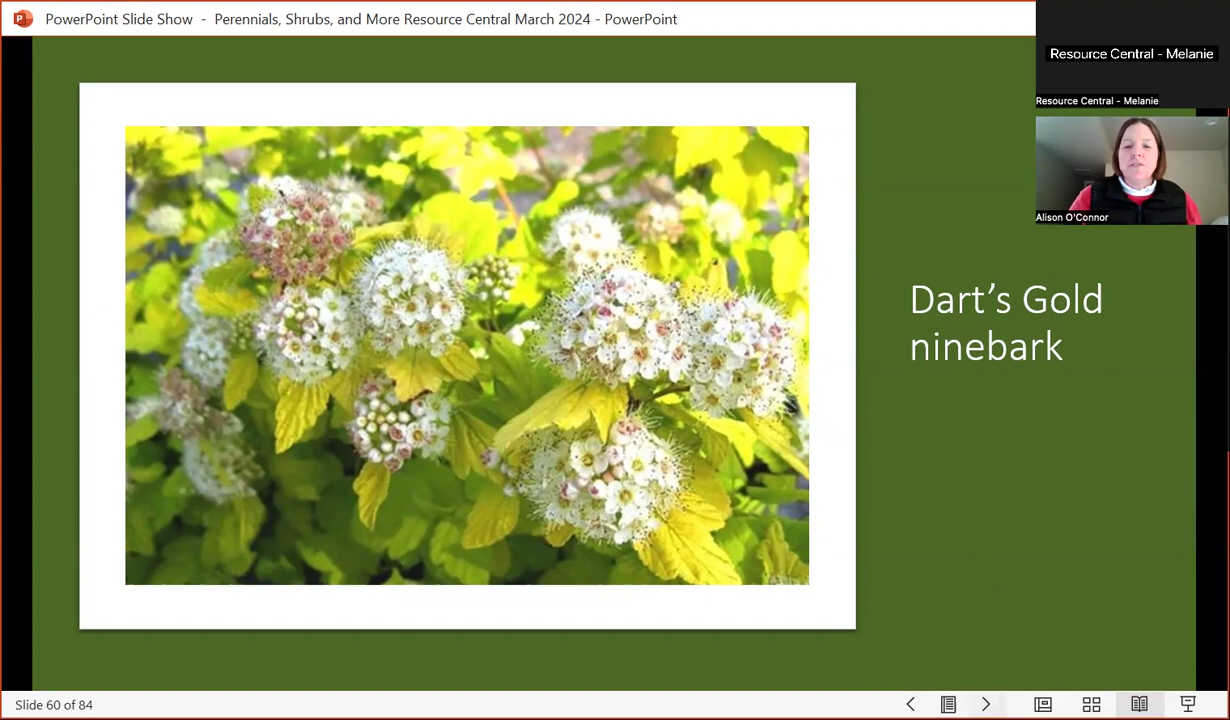 P PowerPoint Slide Show - Perennials, Shrubs, and More Resource Central March 2024 - PowerPoint
Resource Central - Melanie
Resource Central - Melanie
Alison O'Connor
Dart’s Gold
ninebark
Slide 60 of 84